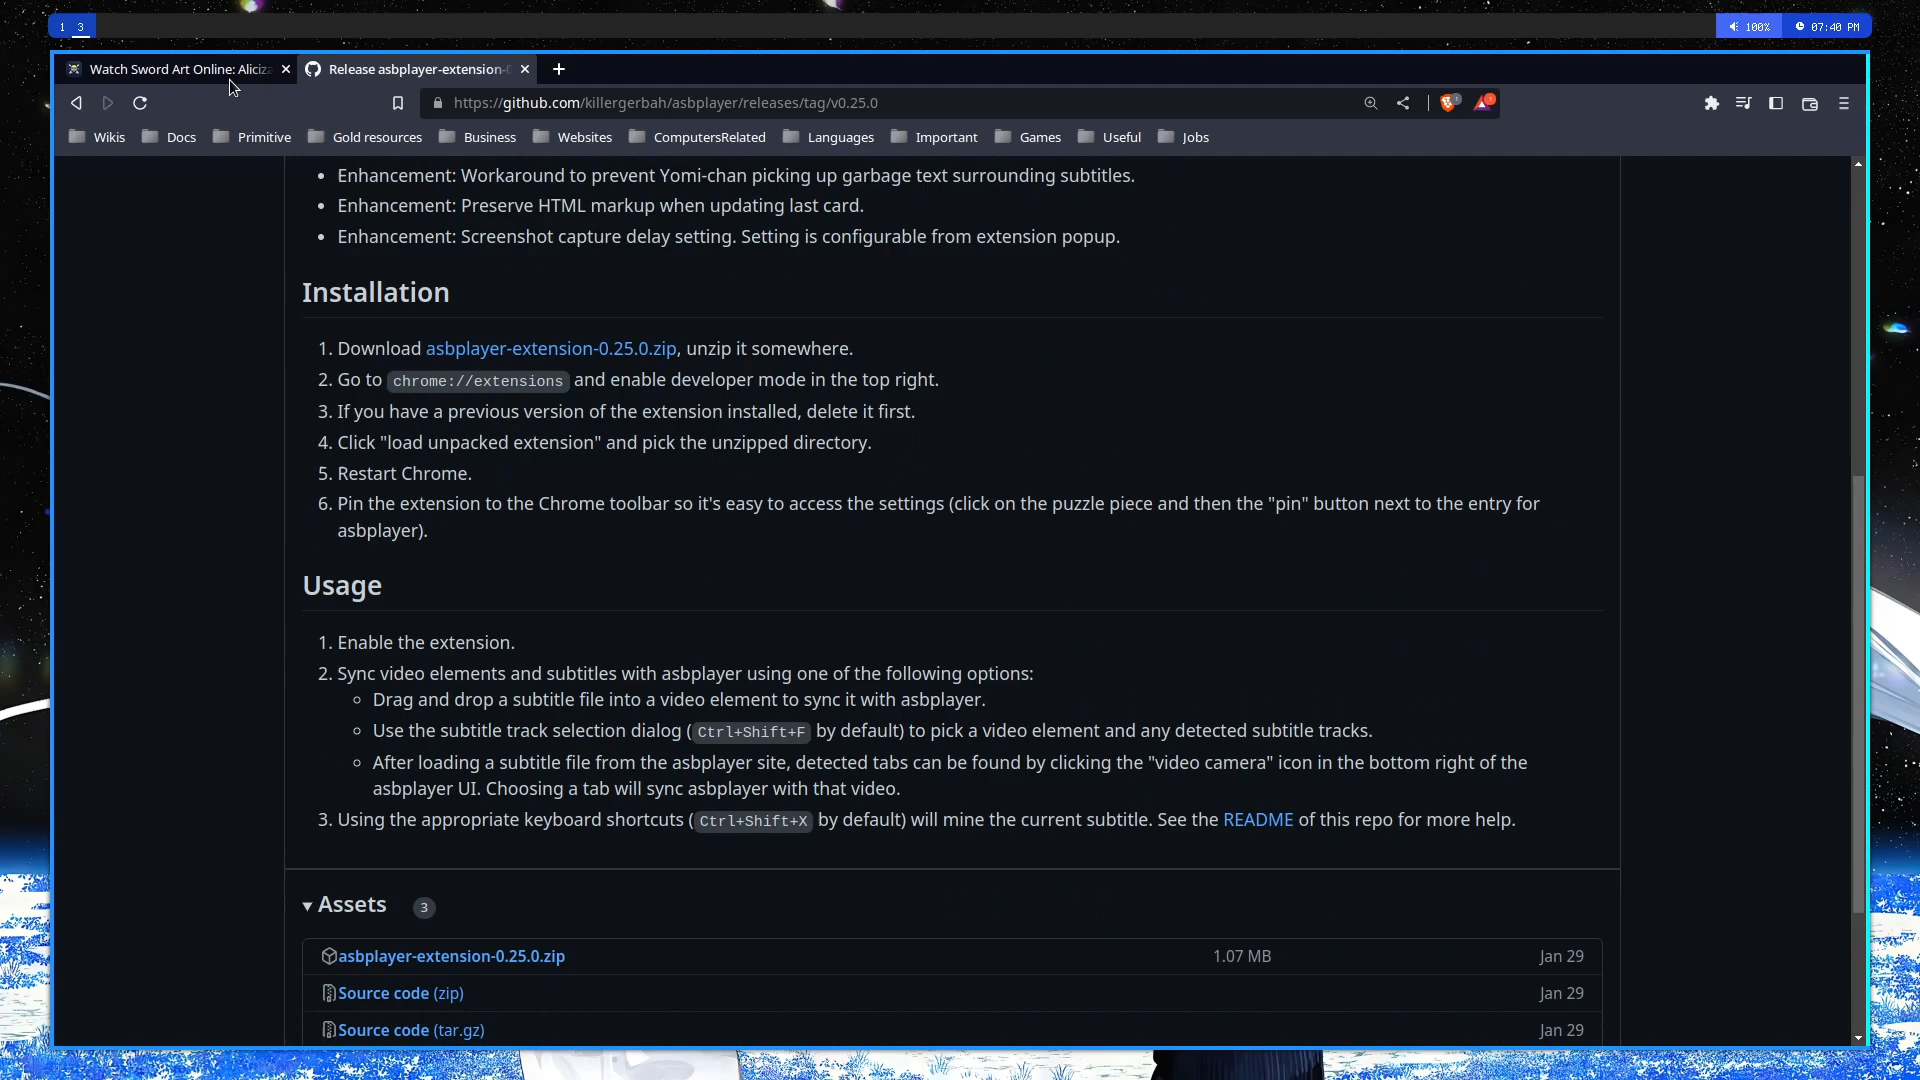 1 3
100% 07:40 PM
Watch Sword Art Online: Aliciza
Release asbplayer-extension-0
https://github.com/killergerbah/asbplayer/releases/tag/v0.25.0
1 1
Wikis Docs Primitive Gold resources Business Websites ComputersRelated Languages Important Games Useful Jobs
• Enhancement: Workaround to prevent Yomi-chan picking up garbage text surrounding subtitles.
• Enhancement: Preserve HTML markup when updating last card.
• Enhancement: Screenshot capture delay setting. Setting is configurable from extension popup.
Installation
1. Download asbplayer-extension-0.25.0.zip, unzip it somewhere.
2. Go to chrome://extensions and enable developer mode in the top right.
3. If you have a previous version of the extension installed, delete it first.
4. Click "load unpacked extension" and pick the unzipped directory.
5. Restart Chrome.
6. Pin the extension to the Chrome toolbar so it's easy to access the settings (click on the puzzle piece and then the "pin" button next to the entry for
asbplayer).
Usage
1. Enable the extension.
2. Sync video elements and subtitles with asbplayer using one of the following options:
◦ Drag and drop a subtitle file into a video element to sync it with asbplayer.
◦ Use the subtitle track selection dialog (Ctrl+Shift+F by default) to pick a video element and any detected subtitle tracks.
◦ After loading a subtitle file from the asbplayer site, detected tabs can be found by clicking the "video camera" icon in the bottom right of the
asbplayer UI. Choosing a tab will sync asbplayer with that video.
3. Using the appropriate keyboard shortcuts (Ctrl+Shift+X by default) will mine the current subtitle. See the README of this repo for more help.
Assets 3
asbplayer-extension-0.25.0.zip 1.07 MB Jan 29
Source code (zip) Jan 29
Source code (tar.gz) Jan 29